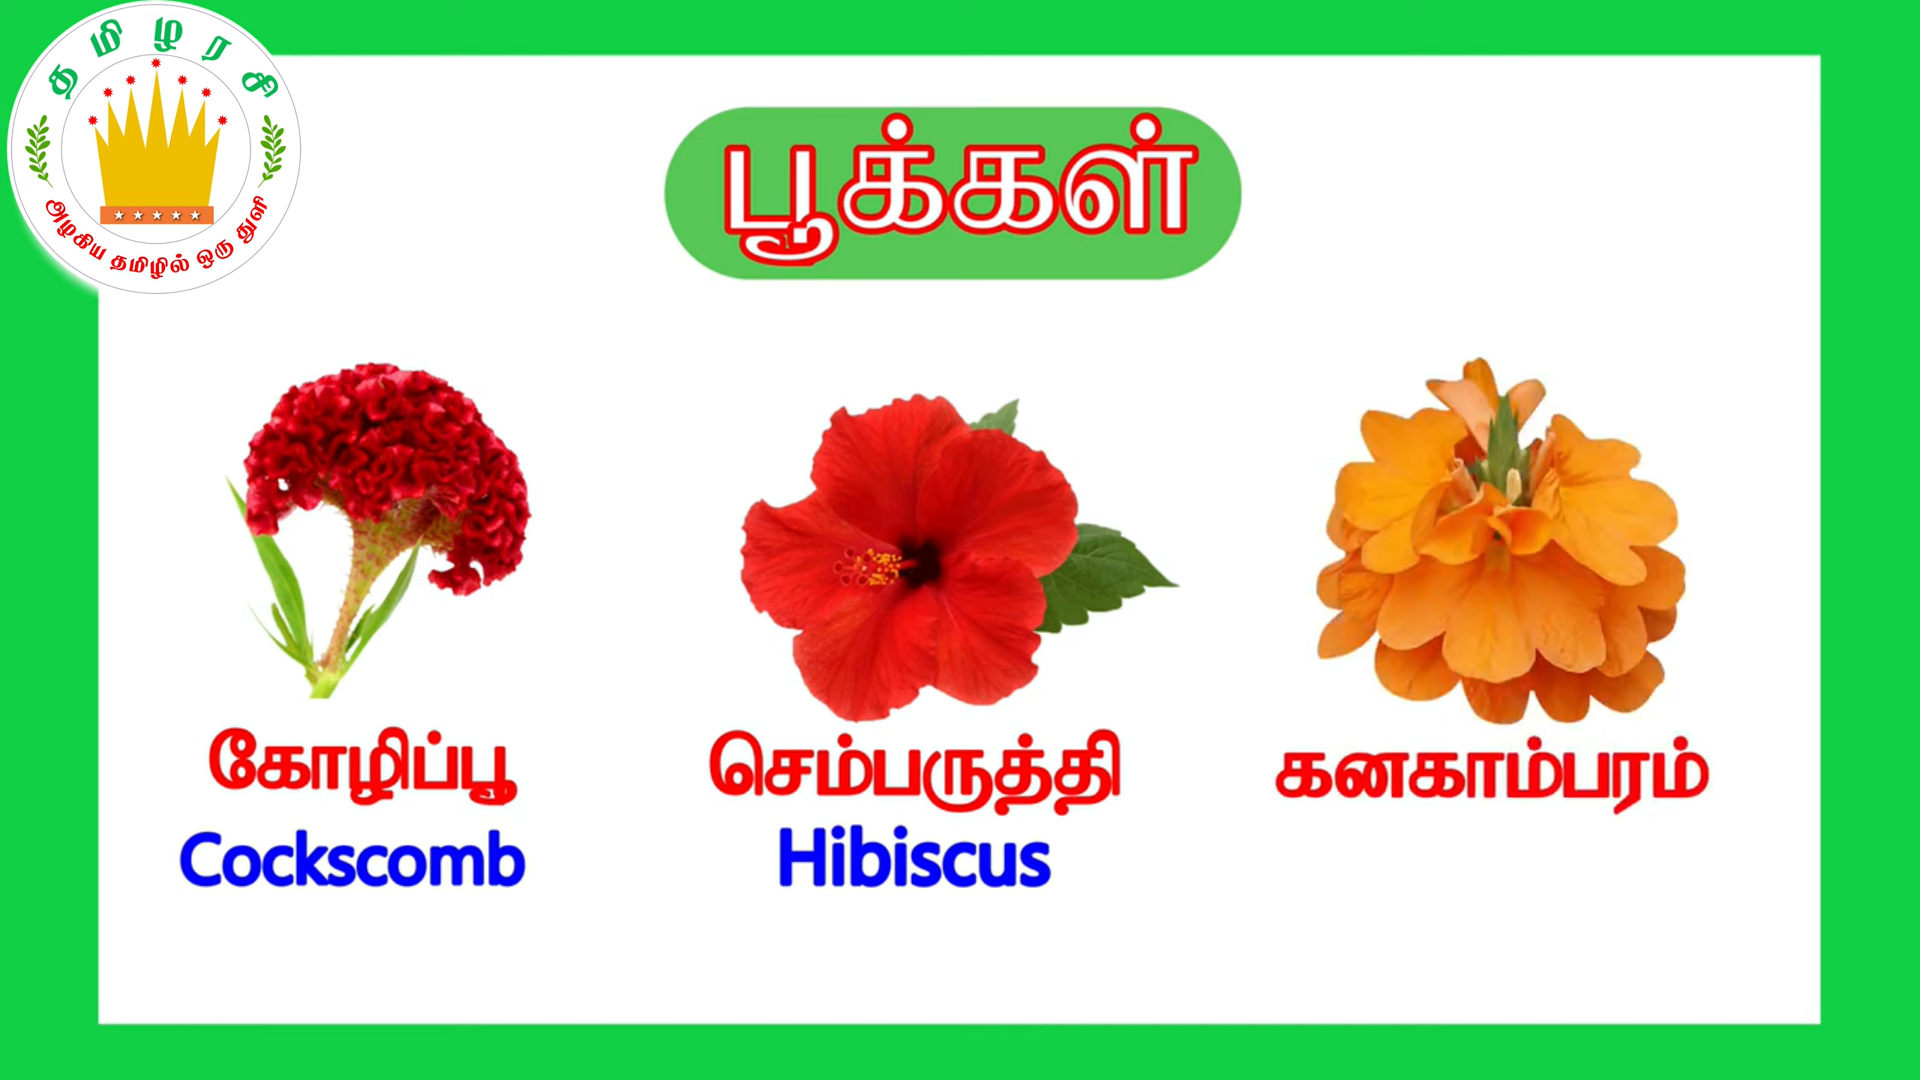 தமிழரசி
அழகிய தமிழில் ஒரு துளி
பூக்கள்
கோழிப்பூ
Cockscomb
செம்பருத்தி
Hibiscus
கனகாம்பரம்